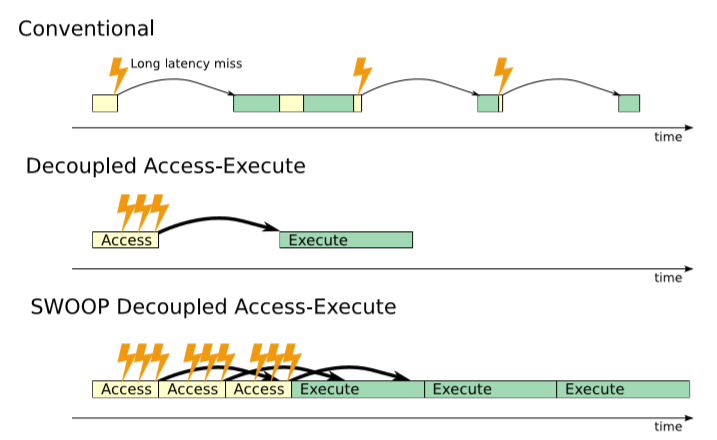 Conventional
Long latency miss
time
Decoupled Access-Execute
Access
Execute
time
SWOOP Decoupled Access-Execute
Access Access Access Execute Execute Execute
time